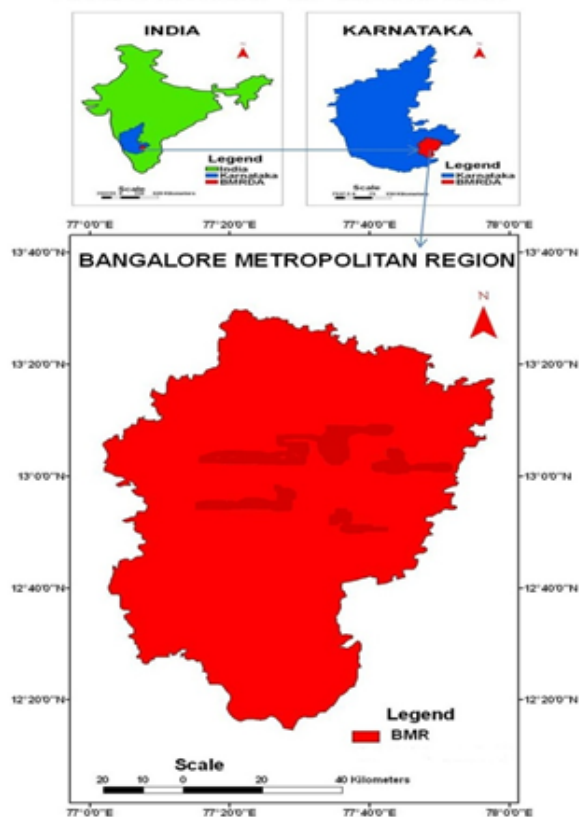 INDIA
N
Legend
India
Karnataka
BMRDA
Scale
Kilometers
KARNATAKA
N
Legend
Karnataka
BMRDA
Scale
Kilometers
77°0'0"E 77°20'0"E 77°40'0"E 78°0'0"E
BANGALORE METROPOLITAN REGION
N
13°40'0"N 13°40'0"N
13°20'0"N 13°20'0"N
13°0'0"N 13°0'0"N
12°40'0"N 12°40'0"N
12°20'0"N 12°20'0"N
Legend
BMR
Scale
20 10 0 20 40 Kilometers
77°0'0"E 77°20'0"E 77°40'0"E 78°0'0"E